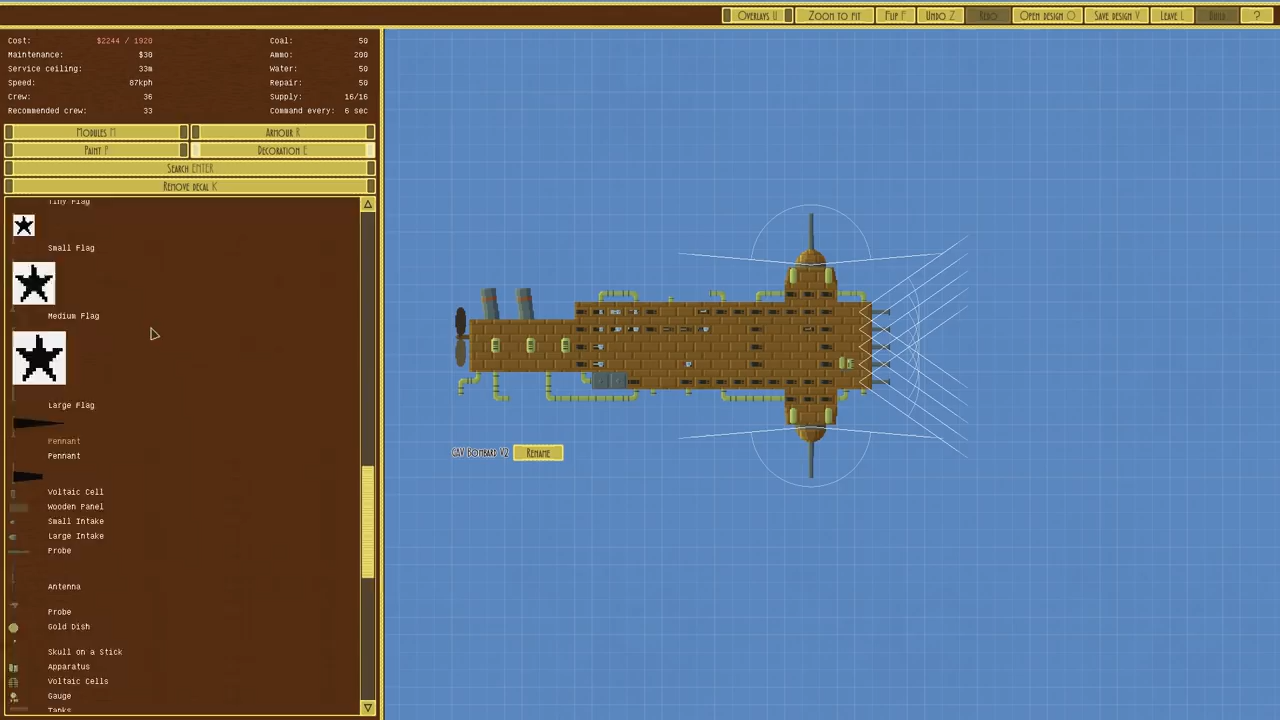 OVERLAYS U
ZOOM TO FIT
FLIP F
UNDO Z
REDO
OPEN DESIGN O
SAVE DESIGN V
LEAVE L
BUILD
?
Cost: $2244 / 1920
Maintenance: $30
Service ceiling: 33m
Speed: 87kph
Crew: 36
Recommended crew: 33
Coal: 50
Ammo: 200
Water: 50
Repair: 50
Supply: 16/16
Command every: 6 sec
MODULES M
ARMOUR R
PAINT P
DECORATION E
SEARCH ENTER
REMOVE DECAL K
Tiny Flag
Small Flag
Medium Flag
Large Flag
Pennant
Pennant
Voltaic Cell
Wooden Panel
Small Intake
Large Intake
Probe
Antenna
Probe
Gold Dish
Skull on a Stick
Apparatus
Voltaic Cells
Gauge
Tanks
GAV BOMBARD V2
RENAME